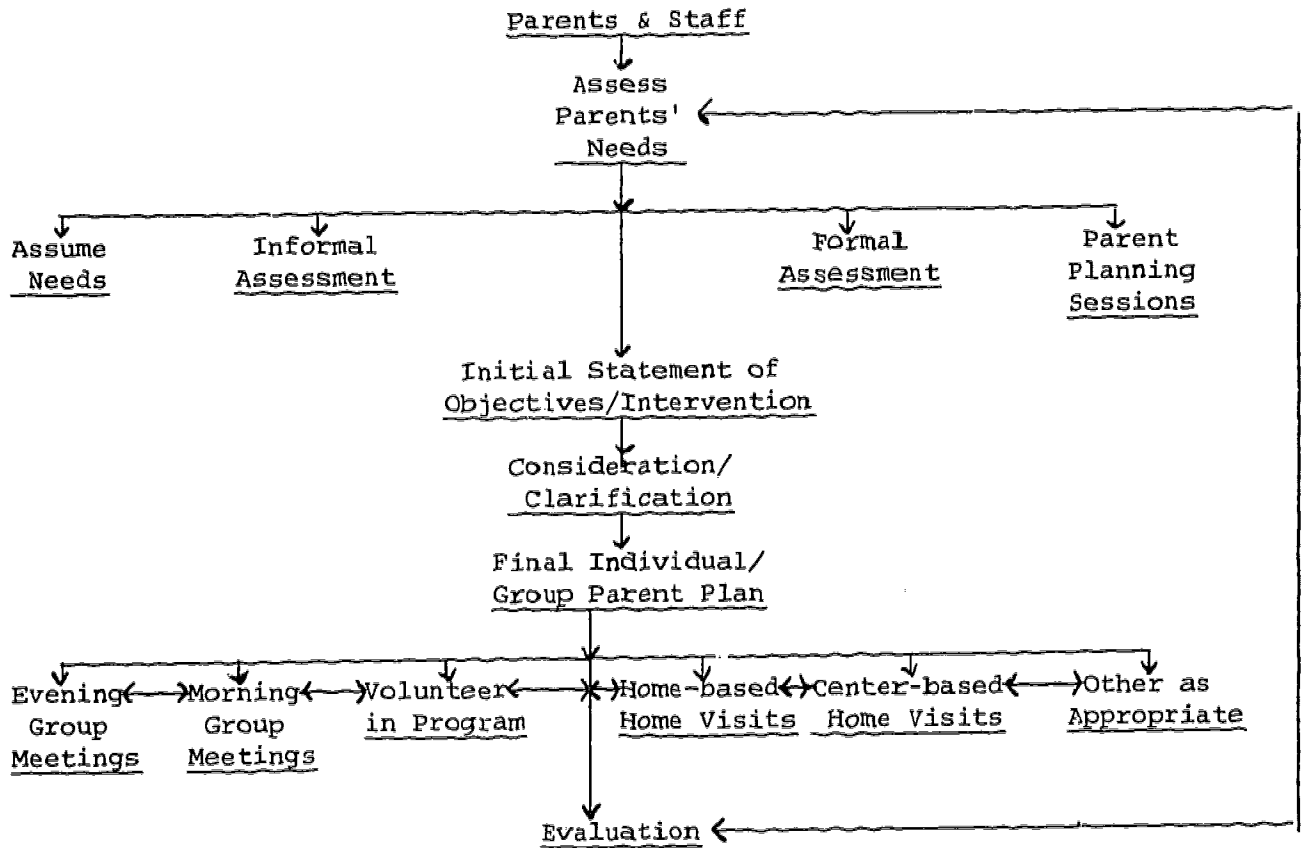 Parents & Staff
Assess
Parents'
Needs
Assume
Needs
Informal
Assessment
Formal
Assessment
Parent
Planning
Sessions
Initial Statement of
Objectives/Intervention
Consideration/
Clarification
Final Individual/
Group Parent Plan
Evening
Group
Meetings
Morning
Group
Meetings
Volunteer
in Program
Home-based
Home Visits
Center-based
Home Visits
Other as
Appropriate
Evaluation